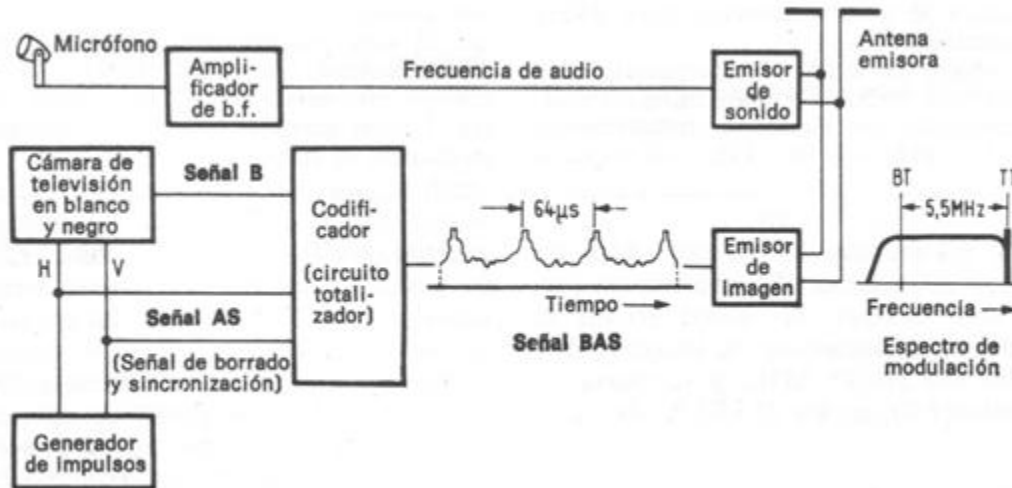 Micrófono
Ampli-
ficador
de b.f.
Frecuencia de audio
Emisor
de
sonido
Antena
emisora
Cámara de
televisión
en blanco
y negro
Señal B
H
V
Señal AS
(Señal de borrado
y sincronización)
Generador
de impulsos
Codifi-
cador
(circuito
totali-
zador)
64µs
Tiempo
Señal BAS
Emisor
de
imagen
BT
5,5MHz
Frecuencia
Espectro de
modulación